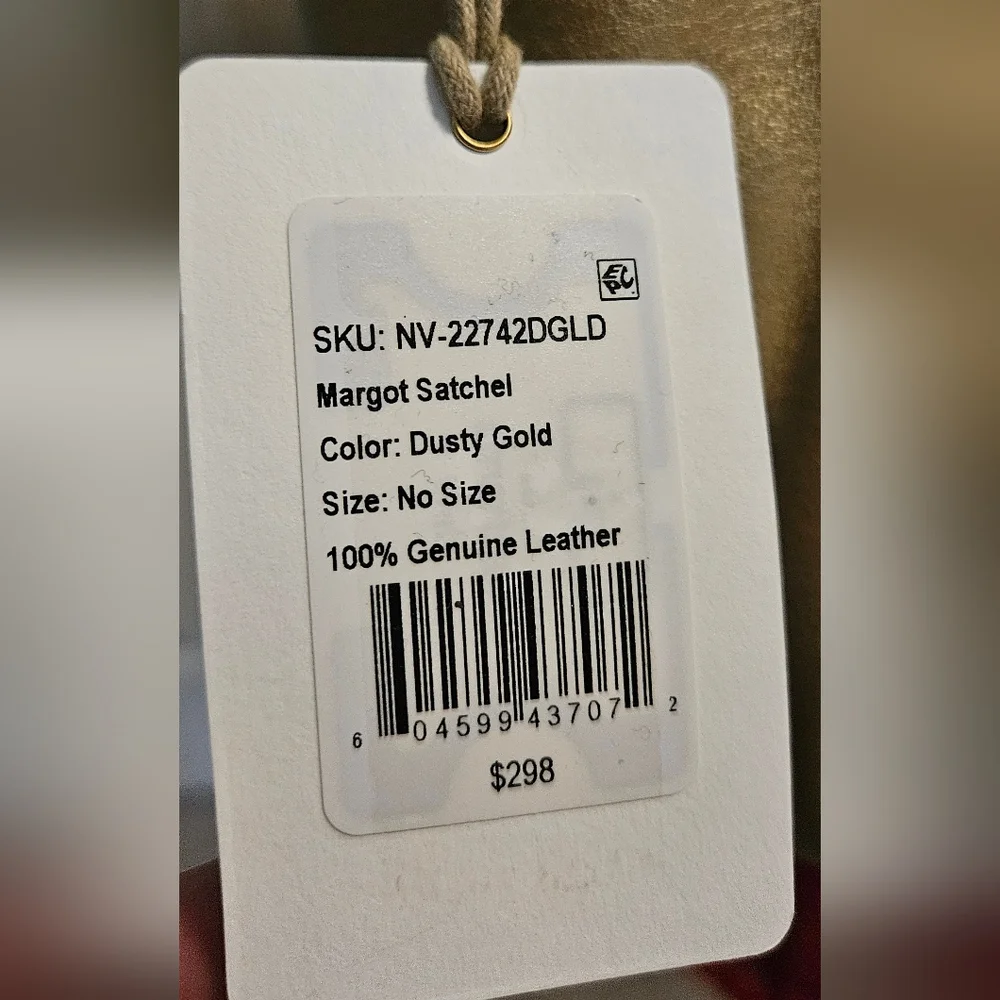 EPC
SKU: NV-22742DGLD
Margot Satchel
Color: Dusty Gold
Size: No Size
100% Genuine Leather
6 04599 43707 2
$298